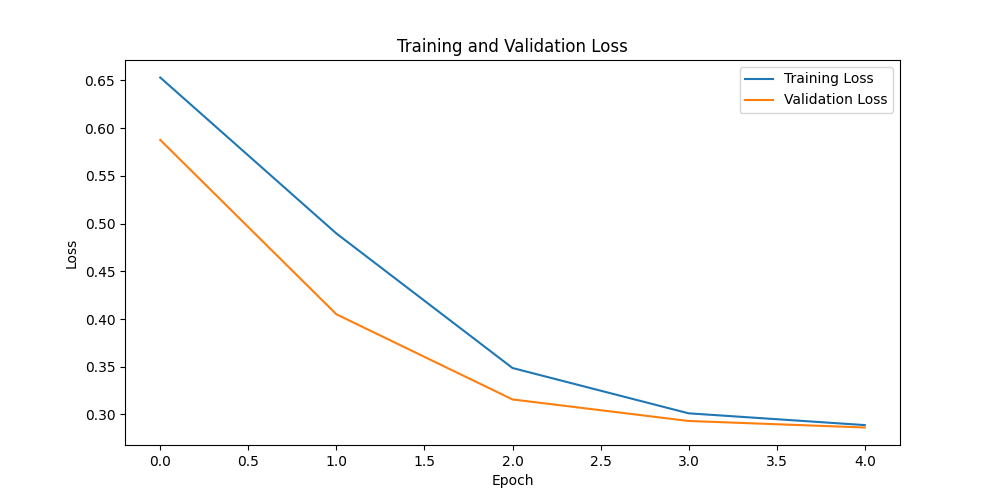 Training and Validation Loss
Training Loss
Validation Loss
0.65
0.60
0.55
0.50
0.45
0.40
0.35
0.30
Loss
0.0 0.5 1.0 1.5 2.0 2.5 3.0 3.5 4.0
Epoch